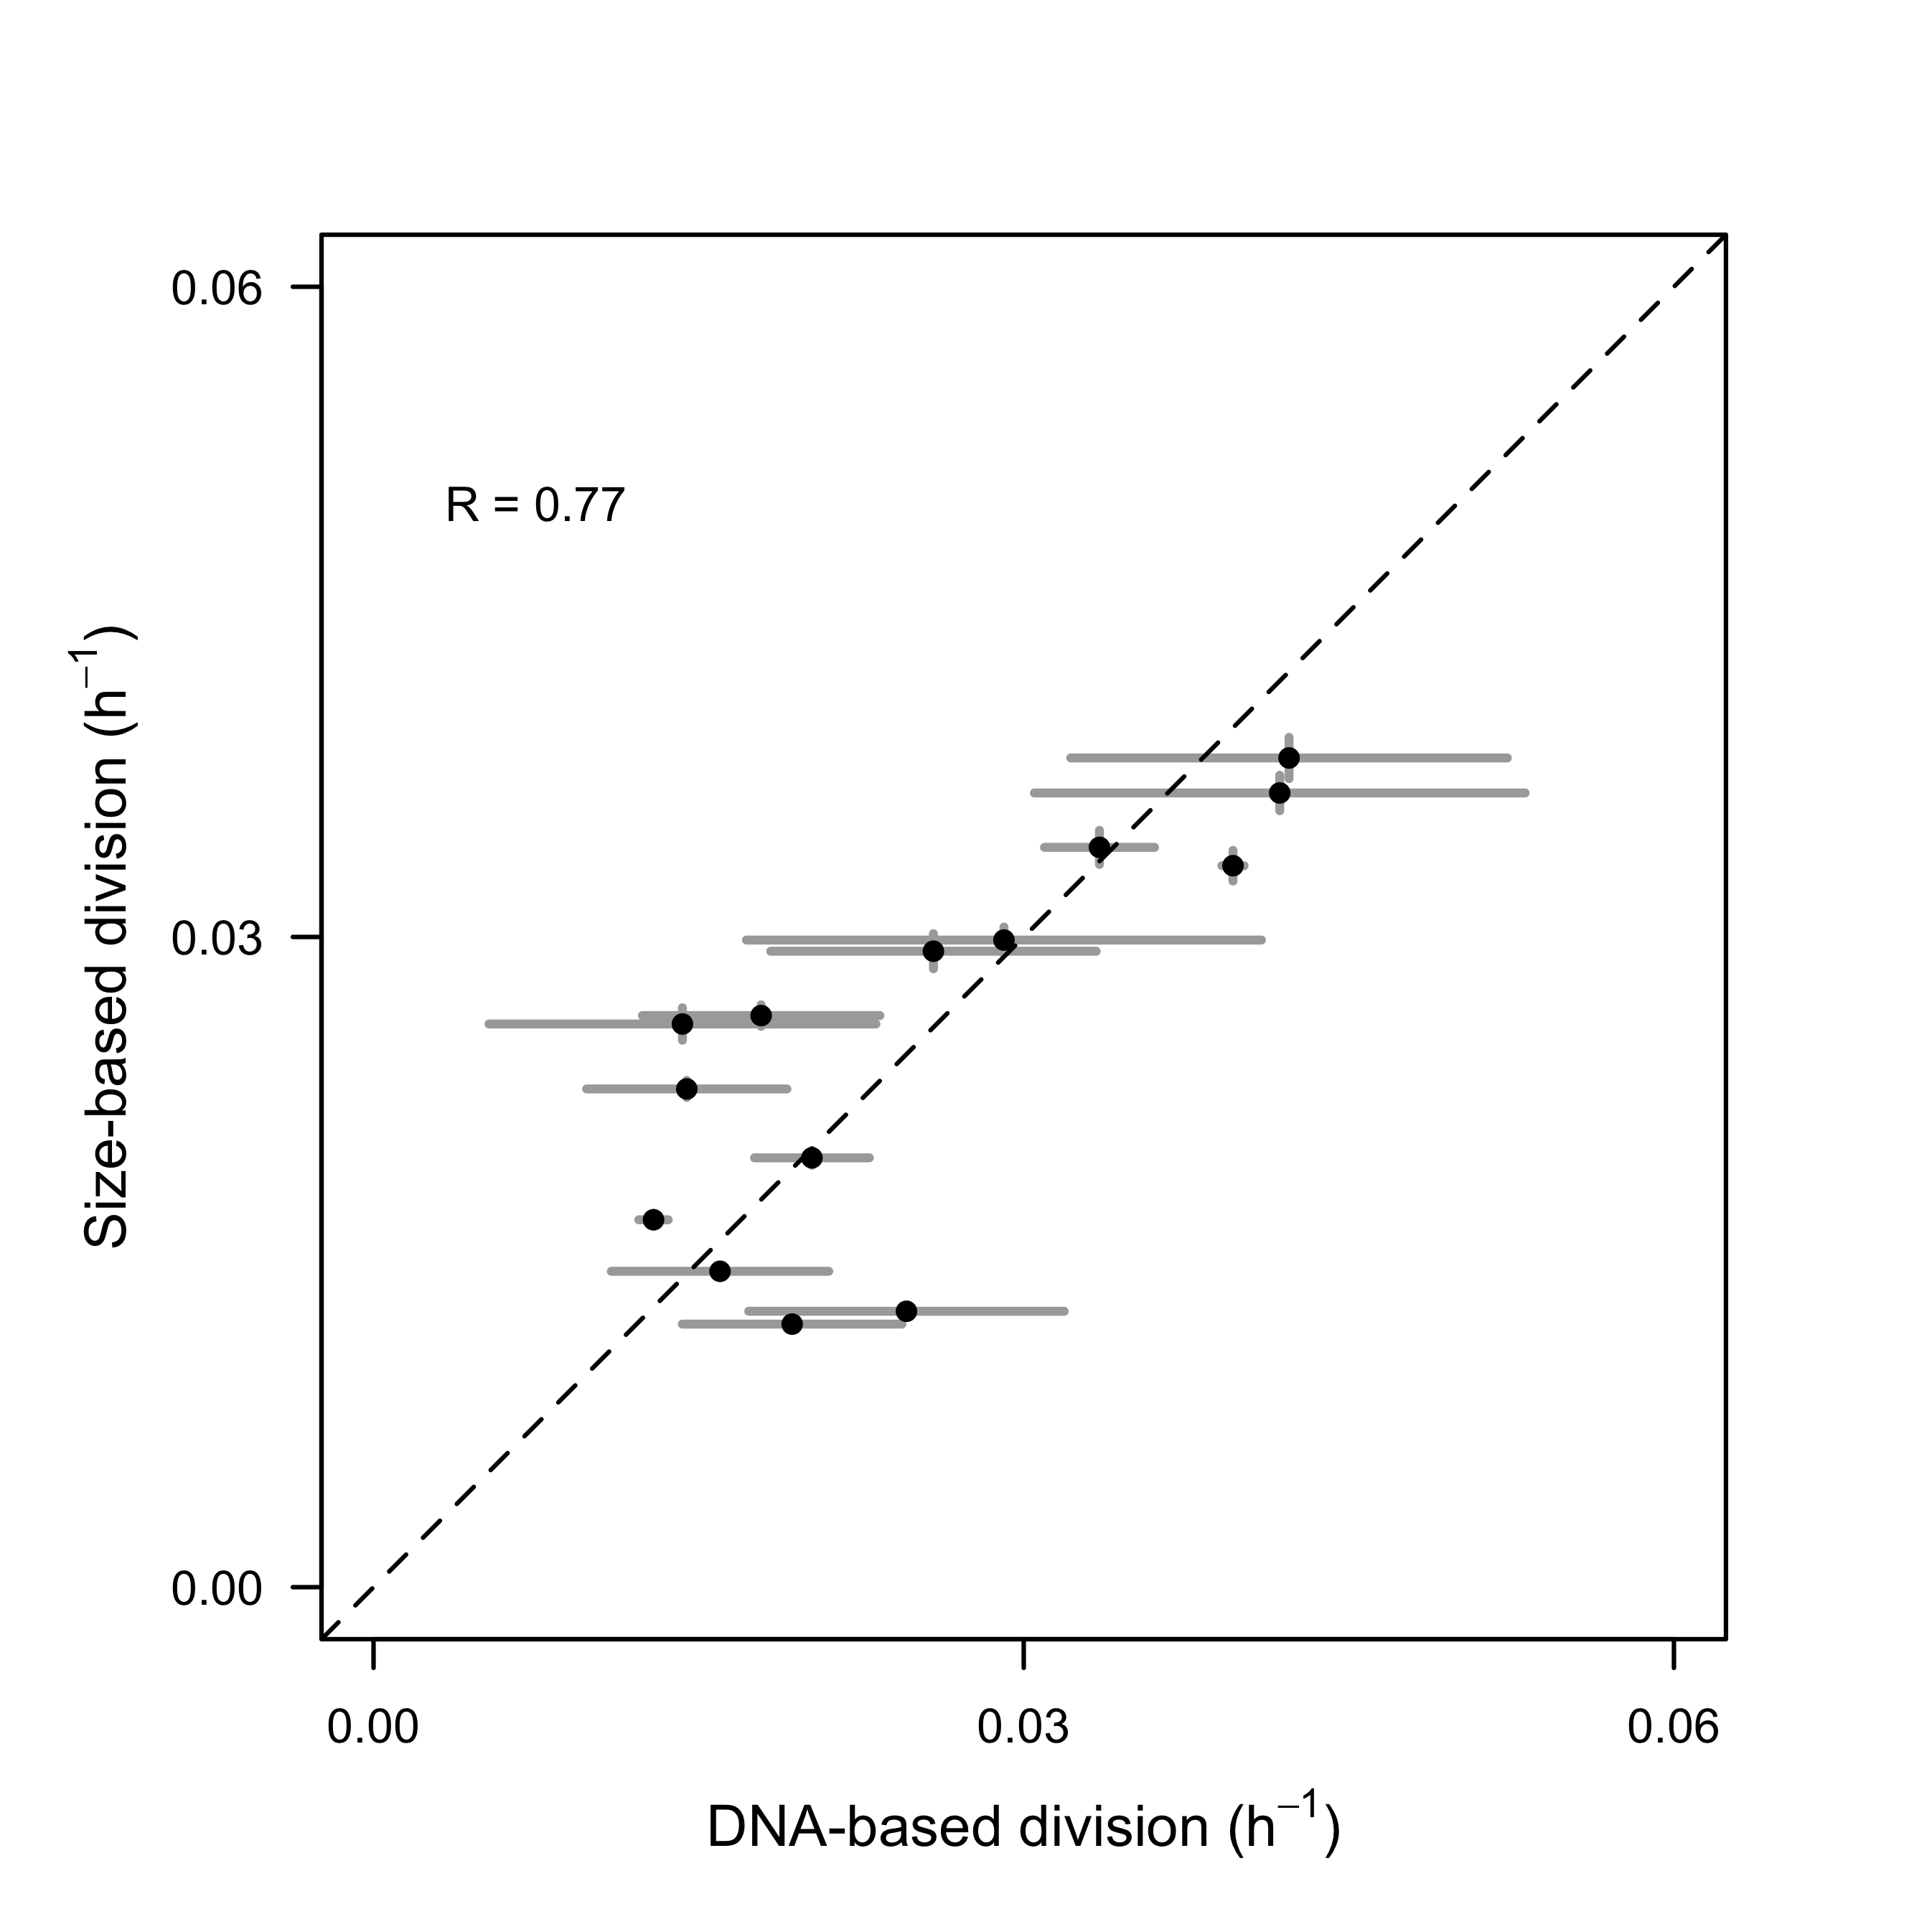 0.06
R = 0.77
0.03
0.00
Size-based division (h⁻¹)
0.00 0.03 0.06
DNA-based division (h⁻¹)